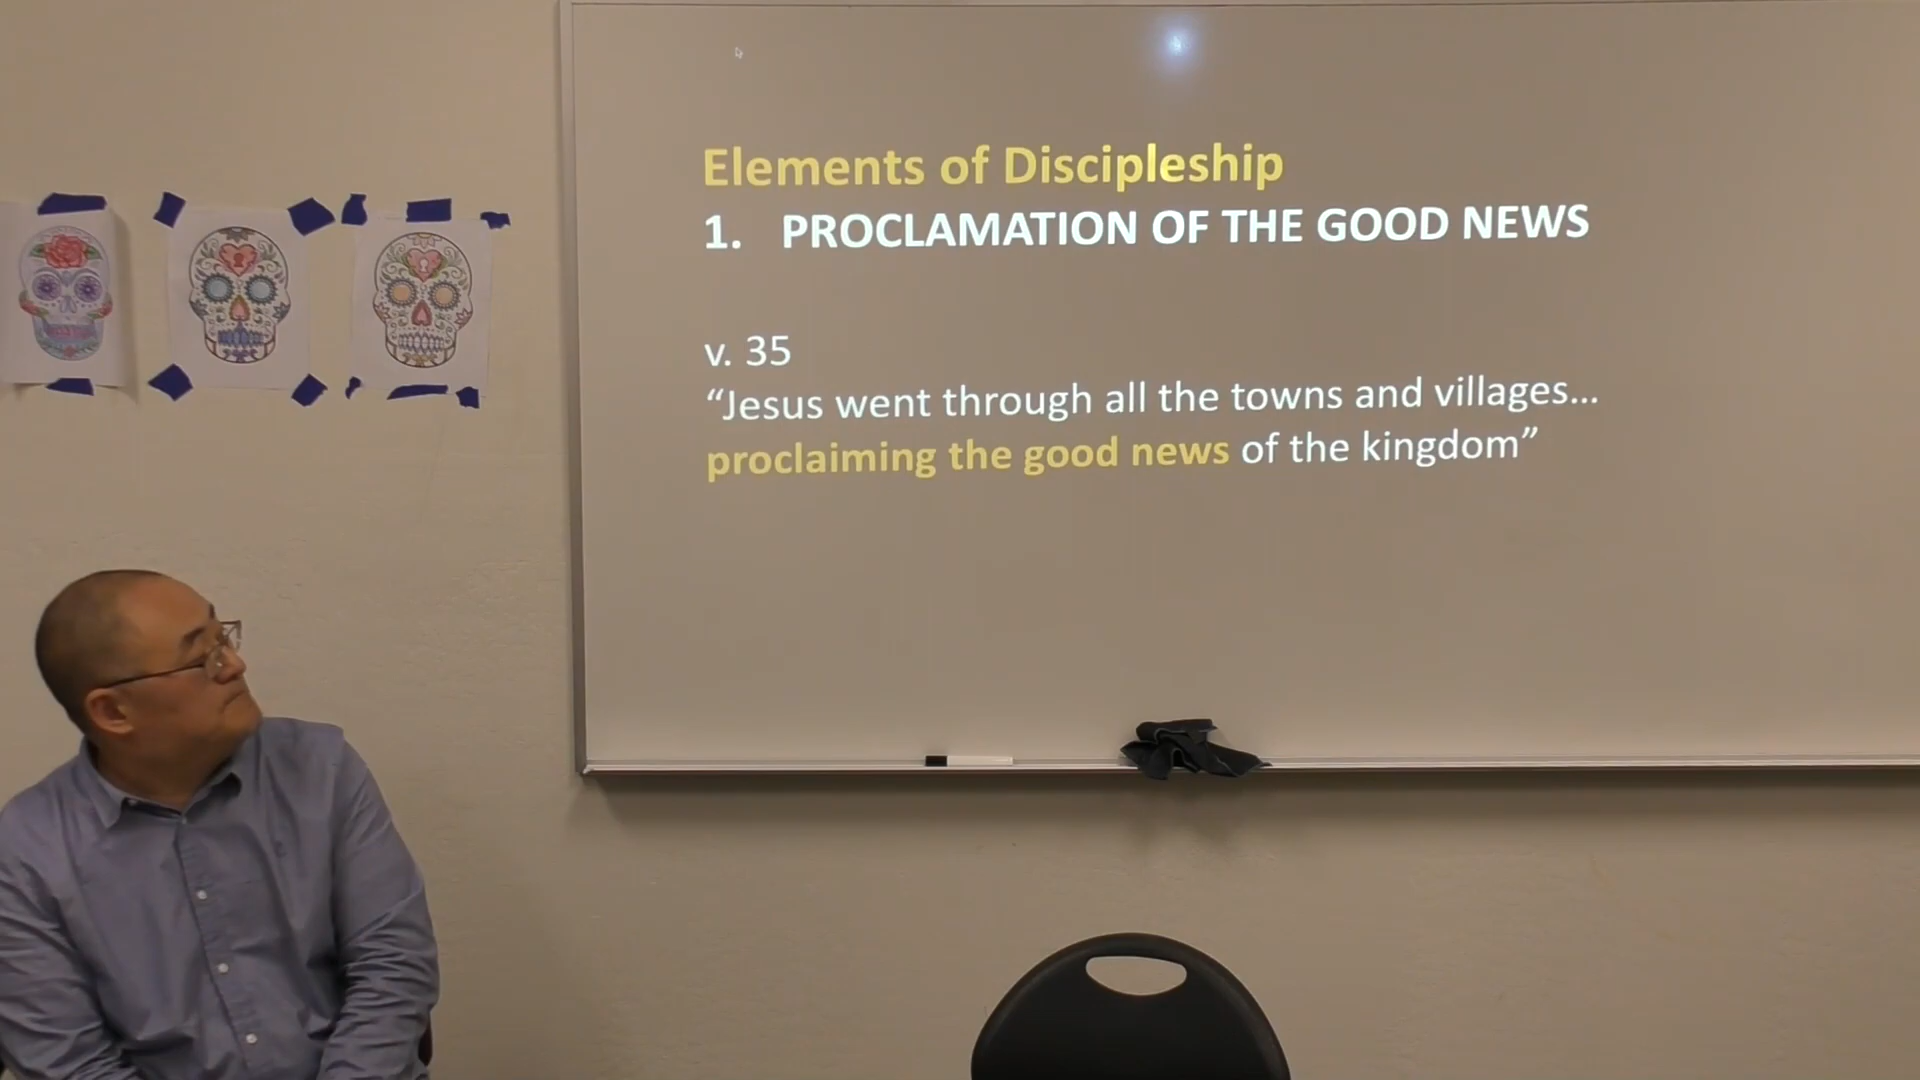 Elements of Discipleship
1. PROCLAMATION OF THE GOOD NEWS
v. 35
“Jesus went through all the towns and villages...
proclaiming the good news of the kingdom”